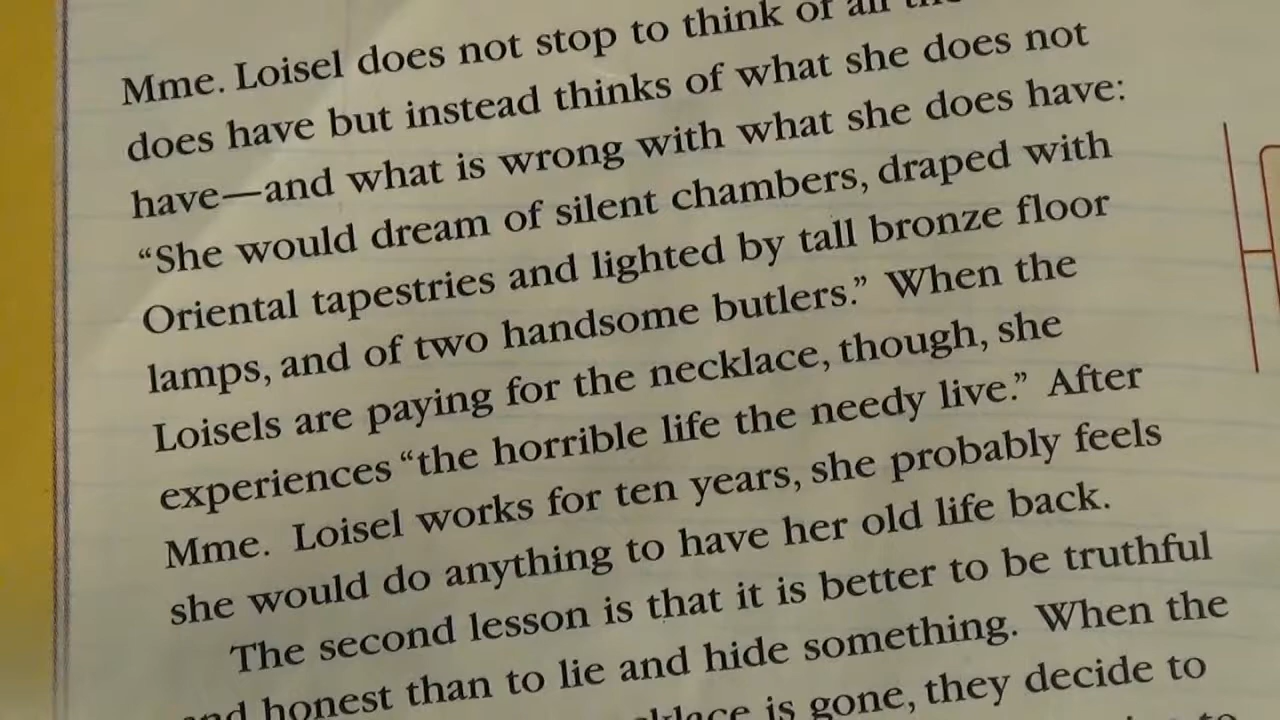 Mme. Loisel does not stop to think of all
does have but instead thinks of what she does not
have—and what is wrong with what she does have:
“She would dream of silent chambers, draped with
Oriental tapestries and lighted by tall bronze floor
lamps, and of two handsome butlers.” When the
Loisels are paying for the necklace, though, she
experiences “the horrible life the needy live.” After
Mme. Loisel works for ten years, she probably feels
she would do anything to have her old life back.
The second lesson is that it is better to be truthful
and honest than to lie and hide something. When the
is gone, they decide to